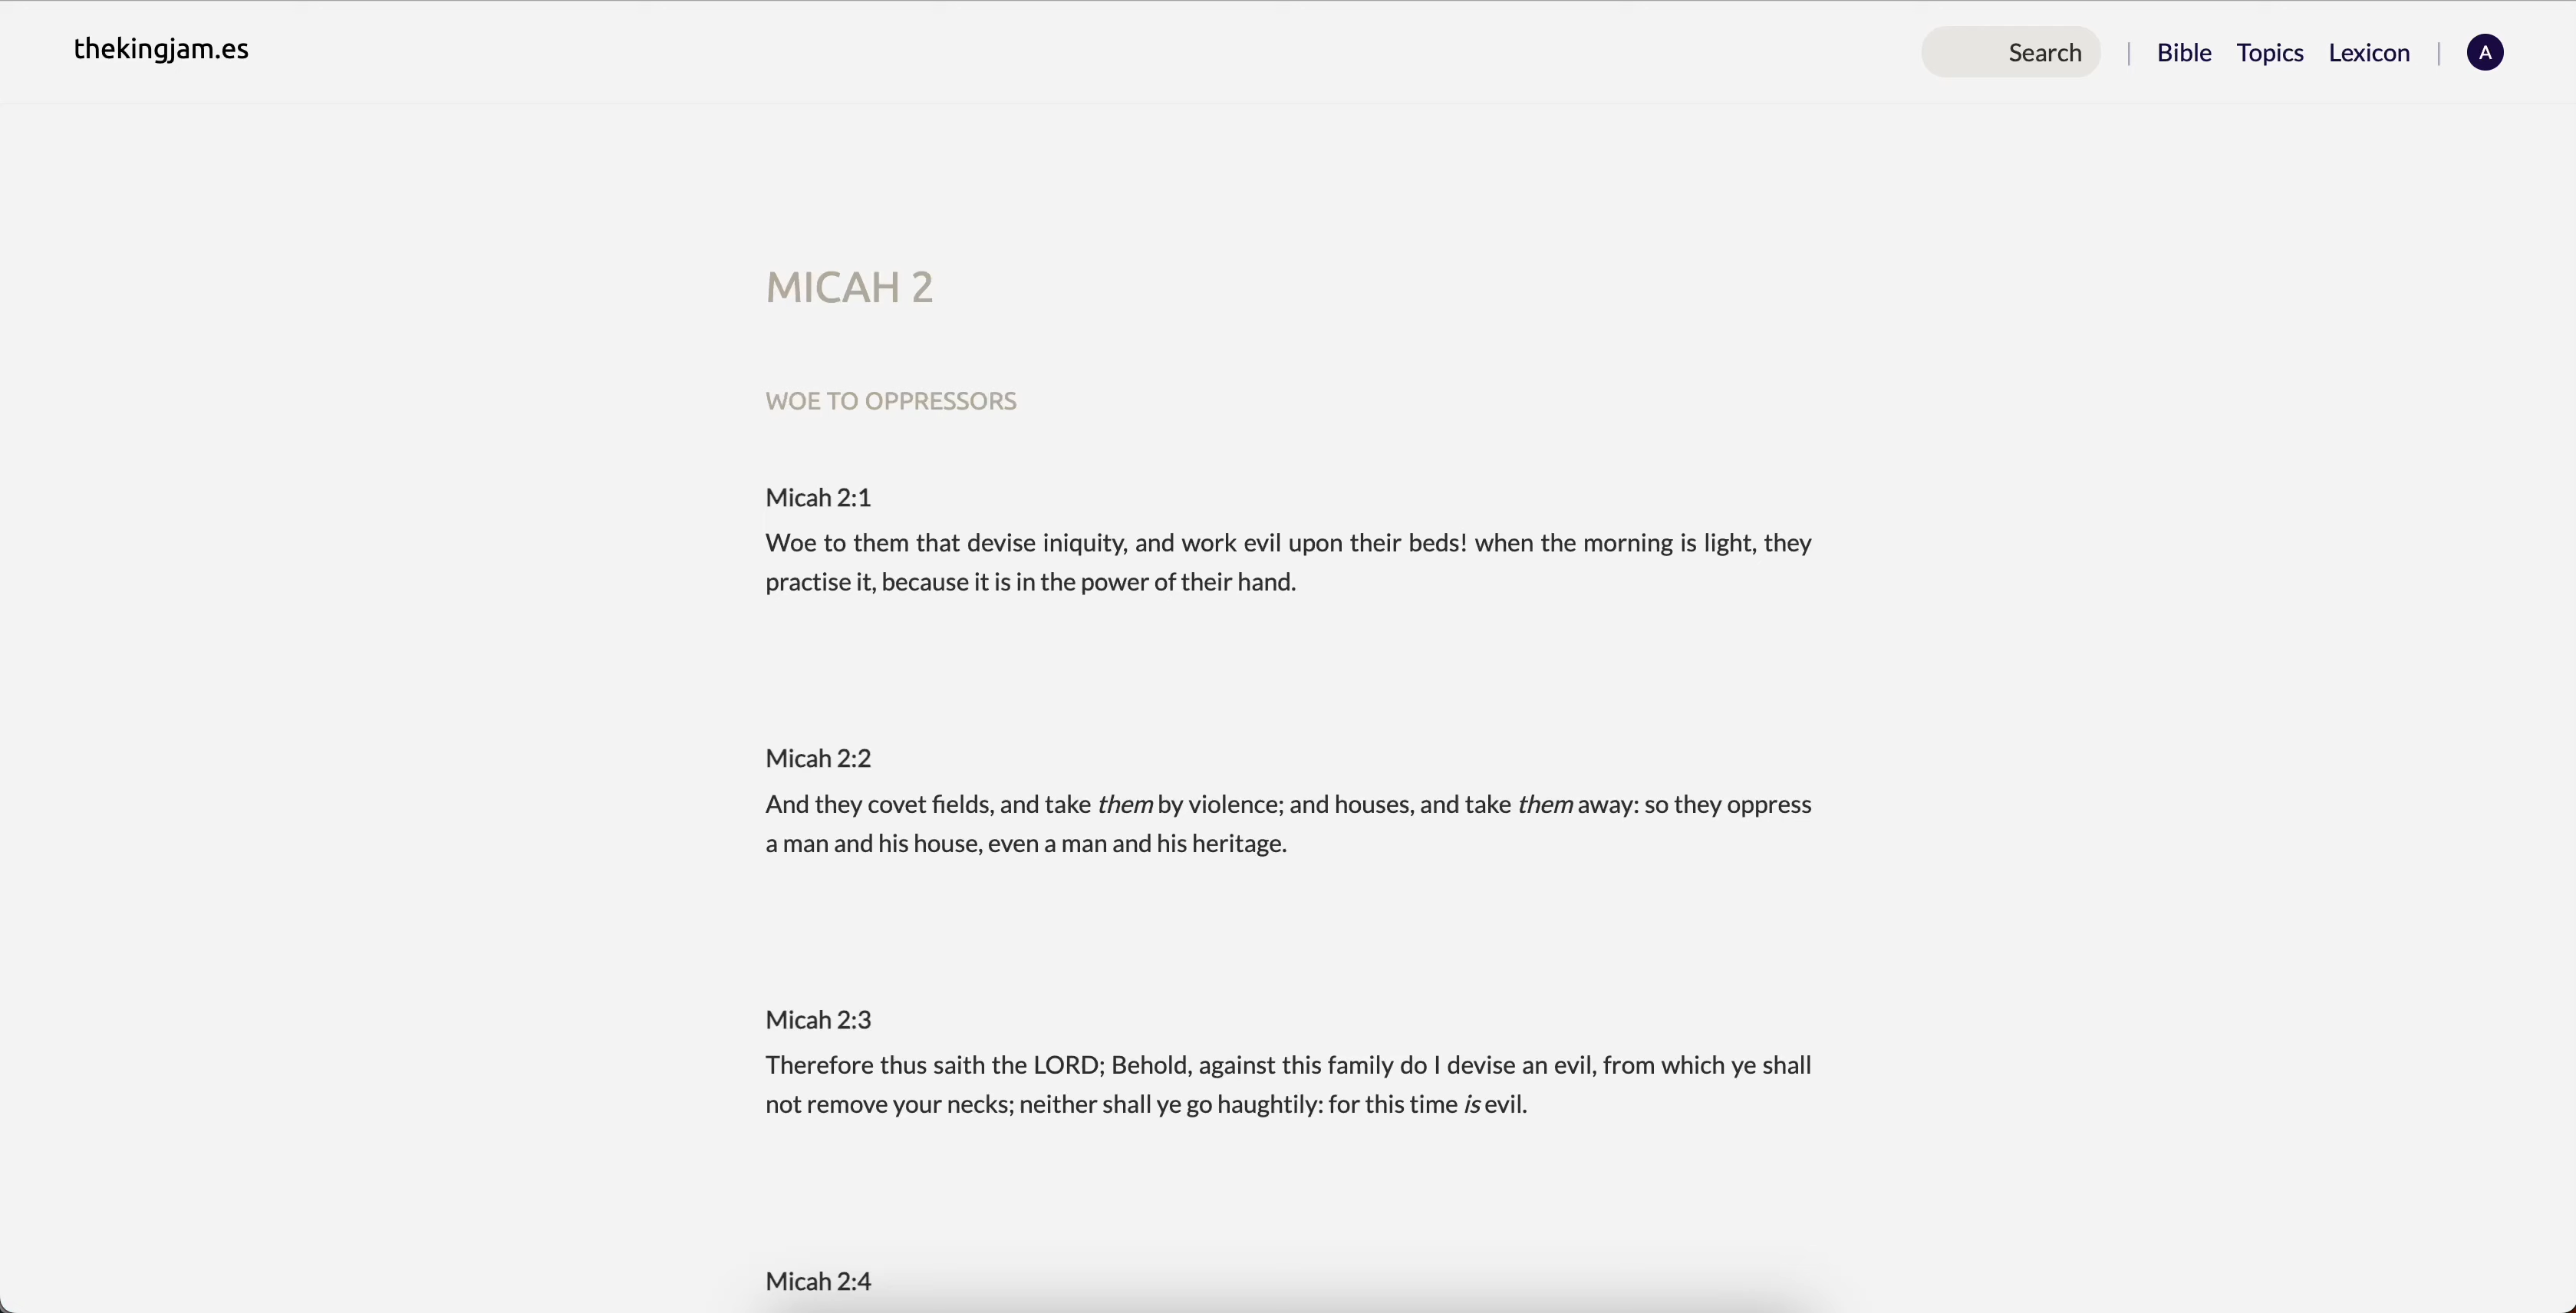 thekingjam.es
Search | Bible Topics Lexicon | A
MICAH 2
WOE TO OPPRESSORS
Micah 2:1
Woe to them that devise iniquity, and work evil upon their beds! when the morning is light, they
practise it, because it is in the power of their hand.
Micah 2:2
And they covet fields, and take them by violence; and houses, and take them away: so they oppress
a man and his house, even a man and his heritage.
Micah 2:3
Therefore thus saith the LORD; Behold, against this family do I devise an evil, from which ye shall
not remove your necks; neither shall ye go haughtily: for this time is evil.
Micah 2:4